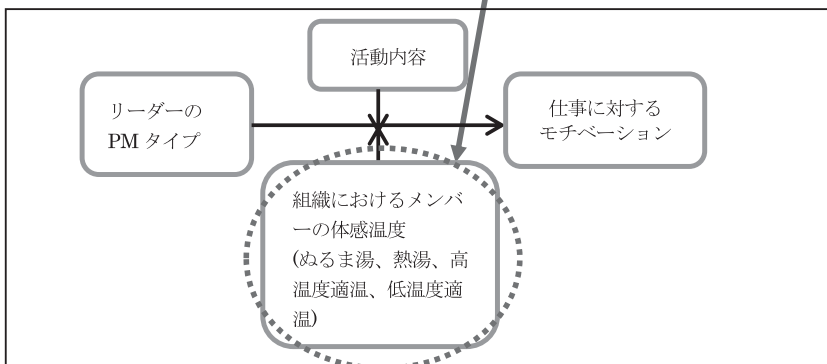 活動内容
リーダーの
PM タイプ
仕事に対する
モチベーション
組織におけるメンバ
ーの体感温度
(ぬるま湯、熱湯、高
温度適温、低温度適
温)